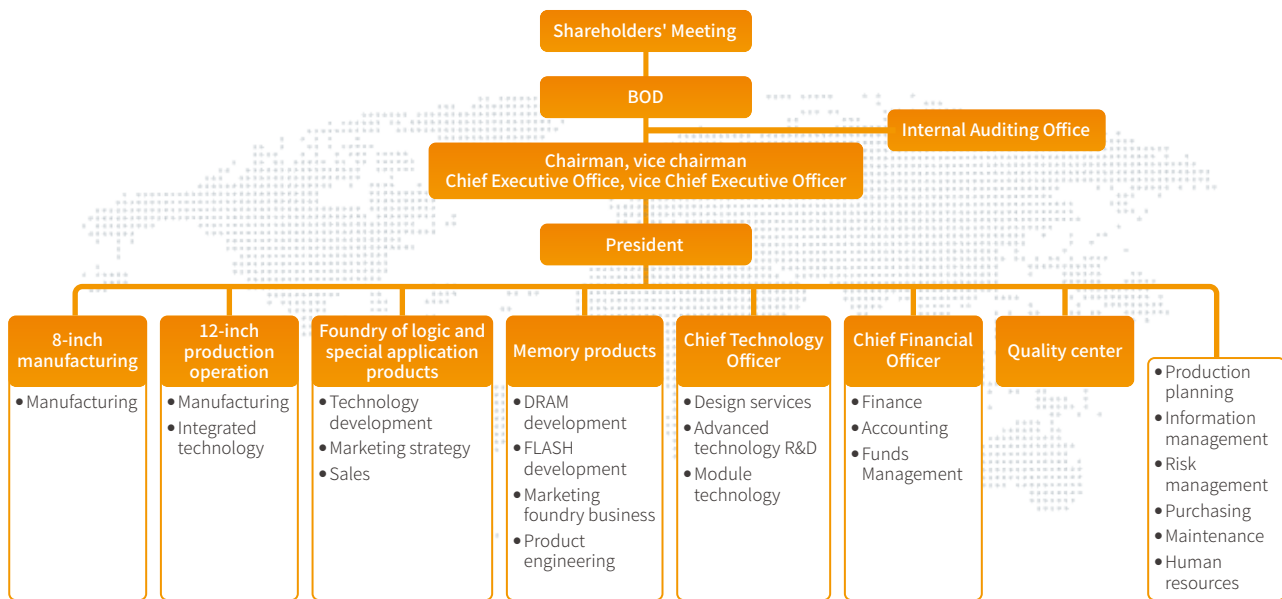 Shareholders' Meeting
BOD
Internal Auditing Office
Chairman, vice chairman
Chief Executive Office, vice Chief Executive Officer
President
8-inch
manufacturing
• Manufacturing
12-inch
production
operation
• Manufacturing
• Integrated
technology
Foundry of logic and
special application
products
• Technology
development
• Marketing strategy
• Sales
Memory products
• DRAM
development
• FLASH
development
• Marketing
foundry business
• Product
engineering
Chief Technology
Officer
• Design services
• Advanced
technology R&D
• Module
technology
Chief Financial
Officer
• Finance
• Accounting
• Funds
Management
Quality center
• Production
planning
• Information
management
• Risk
management
• Purchasing
• Maintenance
• Human
resources